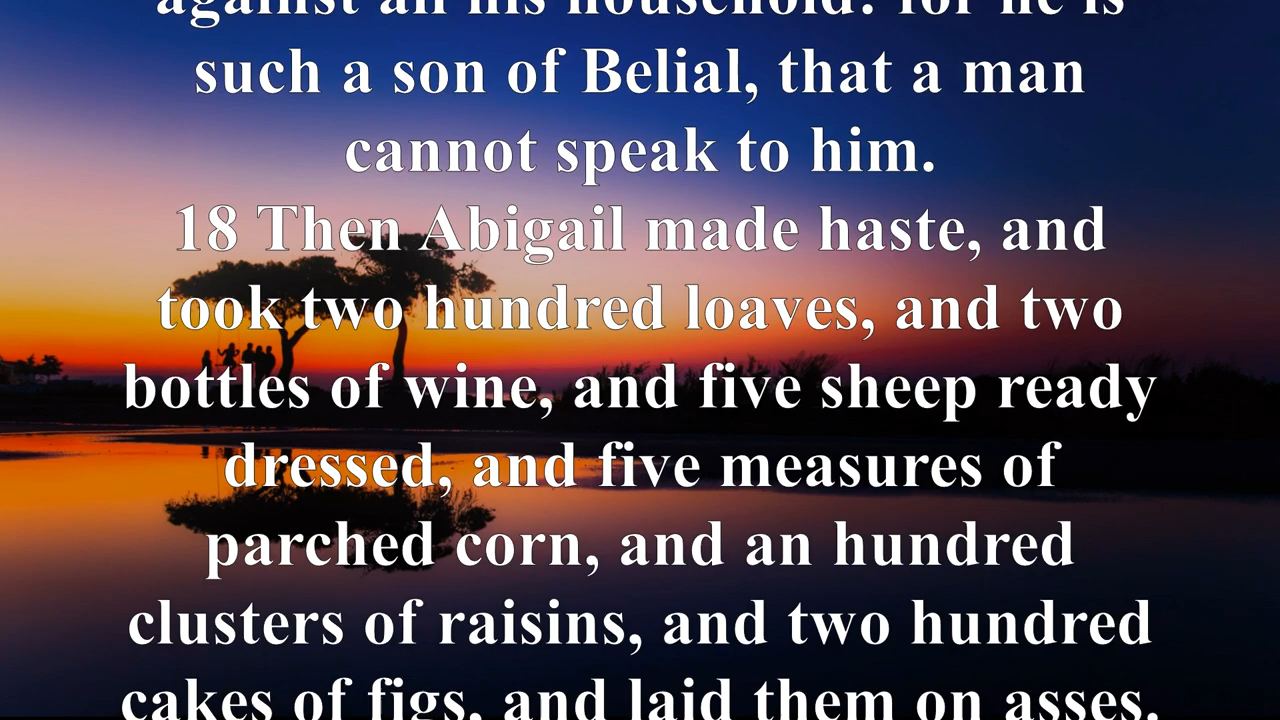 against all his household: for he is
such a son of Belial, that a man
cannot speak to him.
18 Then Abigail made haste, and
took two hundred loaves, and two
bottles of wine, and five sheep ready
dressed, and five measures of
parched corn, and an hundred
clusters of raisins, and two hundred
cakes of figs, and laid them on asses.